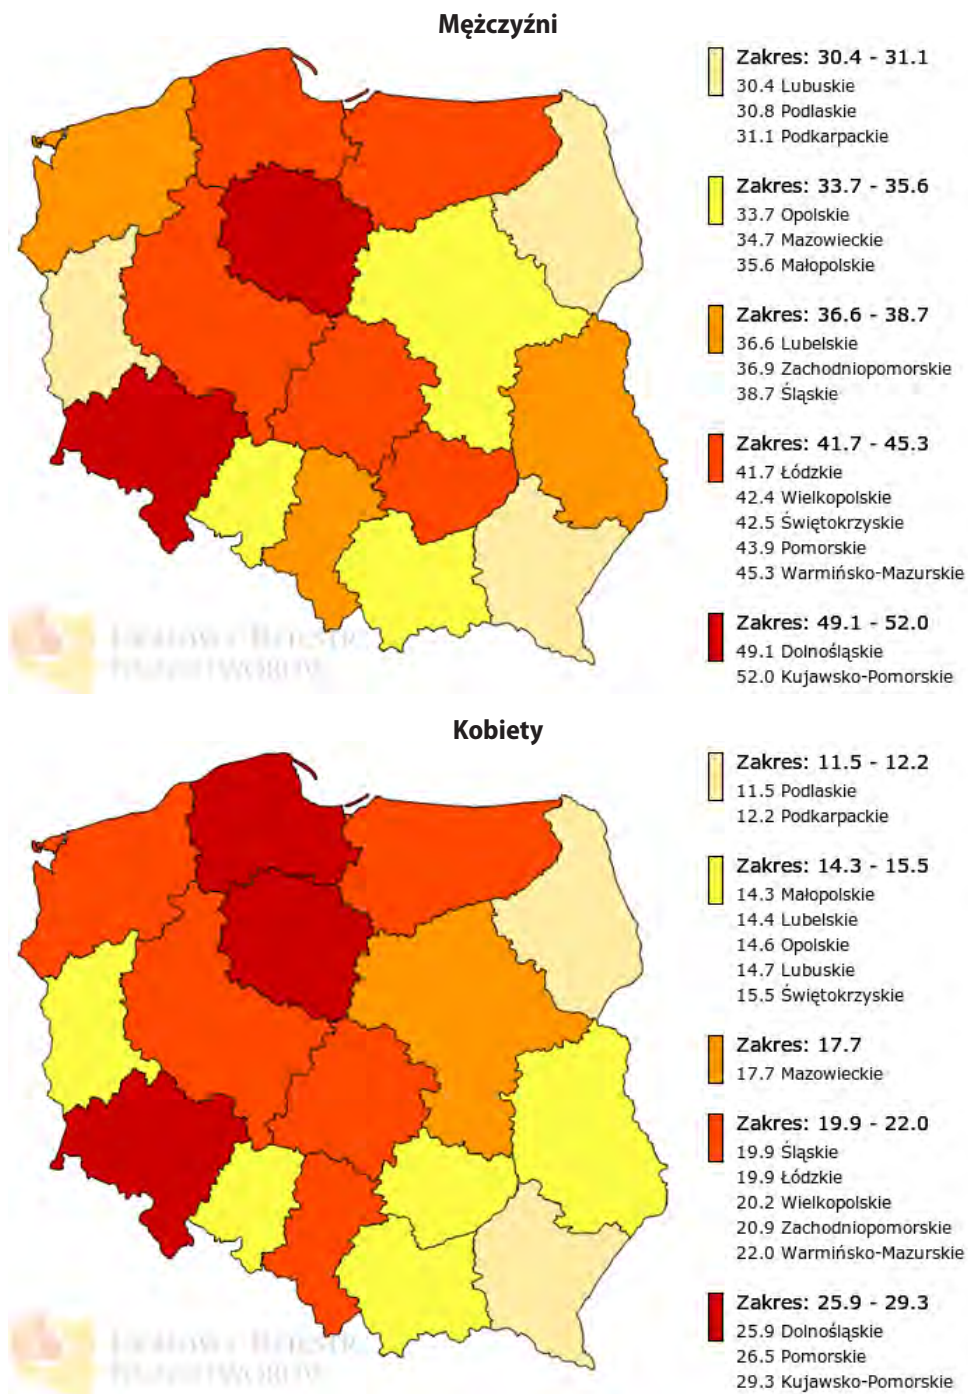 Mężczyźni
Zakres: 30.4 - 31.1
30.4 Lubuskie
30.8 Podlaskie
31.1 Podkarpackie
Zakres: 33.7 - 35.6
33.7 Opolskie
34.7 Mazowieckie
35.6 Małopolskie
Zakres: 36.6 - 38.7
36.6 Lubelskie
36.9 Zachodniopomorskie
38.7 Śląskie
Zakres: 41.7 - 45.3
41.7 Łódzkie
42.4 Wielkopolskie
42.5 Świętokrzyskie
43.9 Pomorskie
45.3 Warmińsko-Mazurskie
Zakres: 49.1 - 52.0
49.1 Dolnośląskie
52.0 Kujawsko-Pomorskie
Kobiety
Zakres: 11.5 - 12.2
11.5 Podlaskie
12.2 Podkarpackie
Zakres: 14.3 - 15.5
14.3 Małopolskie
14.4 Lubelskie
14.6 Opolskie
14.7 Lubuskie
15.5 Świętokrzyskie
Zakres: 17.7
17.7 Mazowieckie
Zakres: 19.9 - 22.0
19.9 Śląskie
19.9 Łódzkie
20.2 Wielkopolskie
20.9 Zachodniopomorskie
22.0 Warmińsko-Mazurskie
Zakres: 25.9 - 29.3
25.9 Dolnośląskie
26.5 Pomorskie
29.3 Kujawsko-Pomorskie